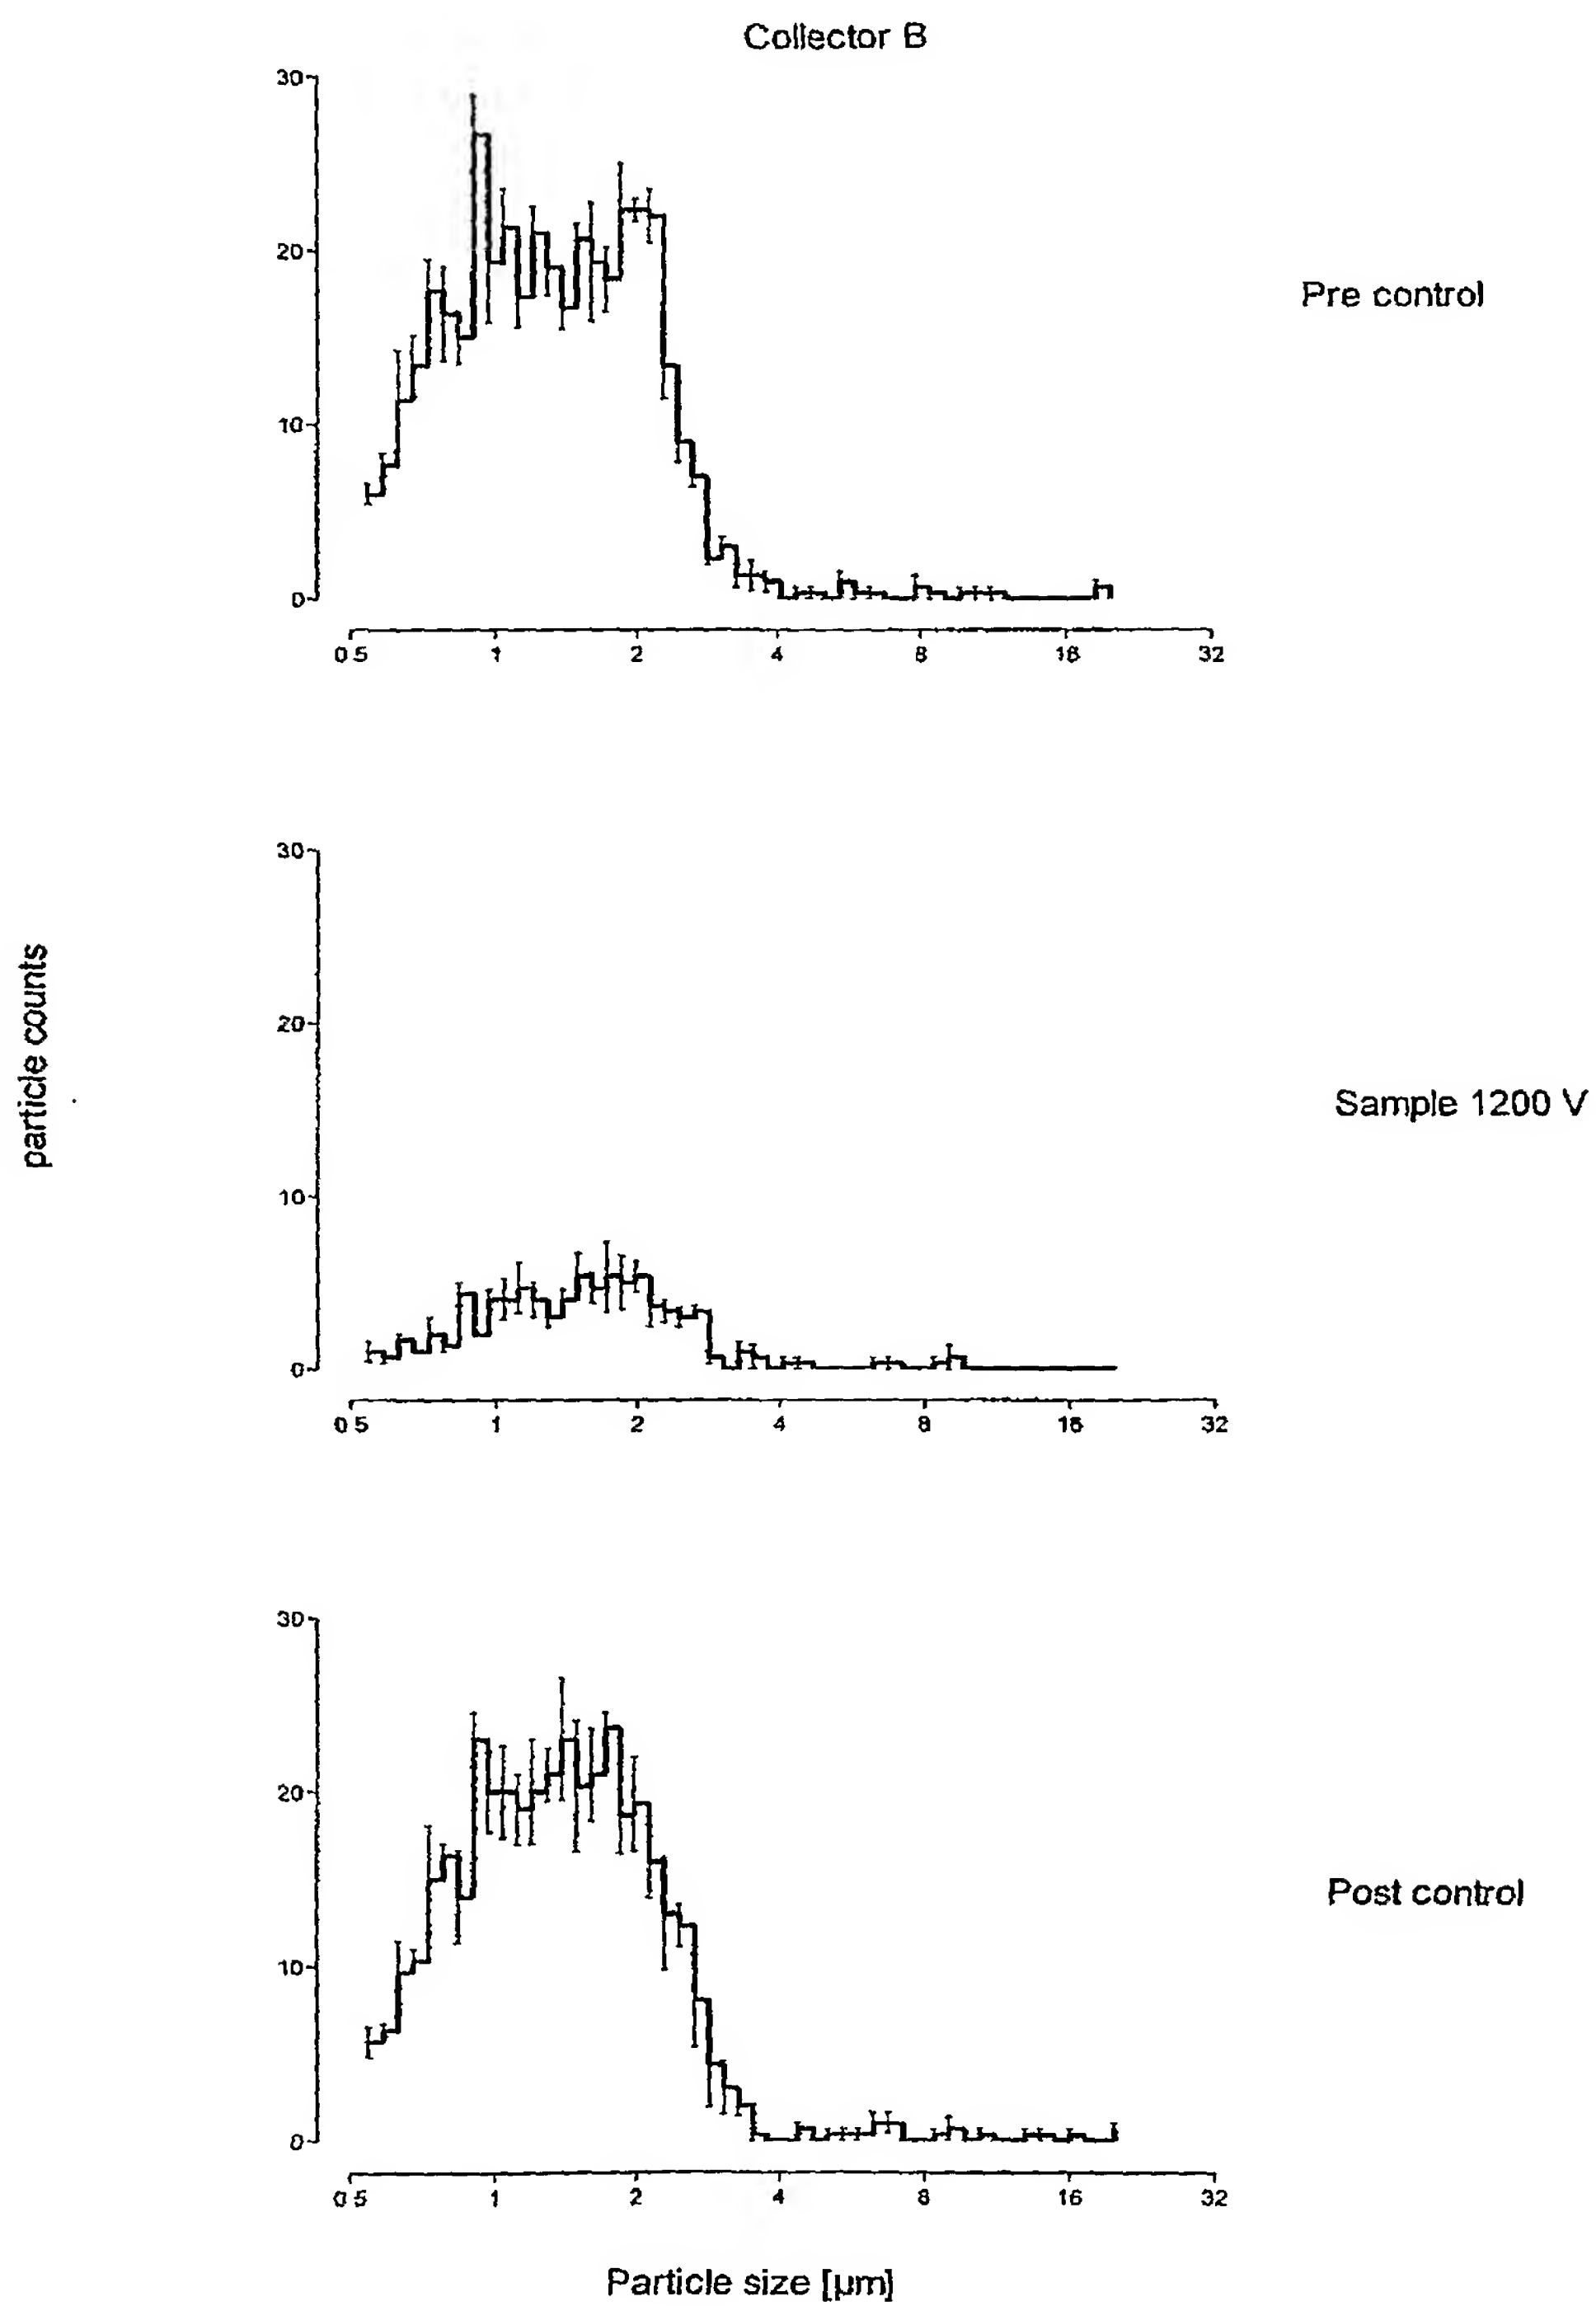 Collector B
30
20
10
0
Pre control
0 5 1 2 4 8 16 32
particle counts
30
20
10
0
Sample 1200 V
0 5 1 2 4 8 16 32
30
20
10
0
Post control
0 5 1 2 4 8 16 32
Particle size [µm]